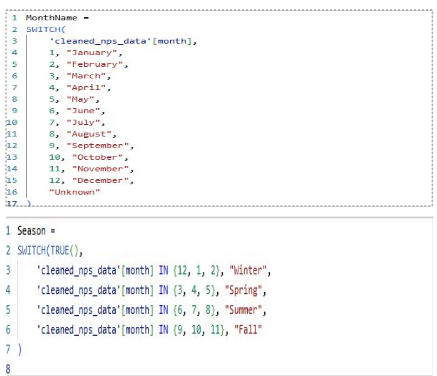 1 MonthName =
2 SWITCH(
3 'cleaned_nps_data'[month],
4 1, "January",
5 2, "February",
6 3, "March",
7 4, "April",
8 5, "May",
9 6, "June",
10 7, "July",
11 8, "August",
12 9, "September",
13 10, "October",
14 11, "November",
15 12, "December",
16 "Unknown"
17 )
1 Season =
2 SWITCH(TRUE(),
3 'cleaned_nps_data'[month] IN {12, 1, 2}, "Winter",
4 'cleaned_nps_data'[month] IN {3, 4, 5}, "Spring",
5 'cleaned_nps_data'[month] IN {6, 7, 8}, "Summer",
6 'cleaned_nps_data'[month] IN {9, 10, 11}, "Fall"
7 )
8